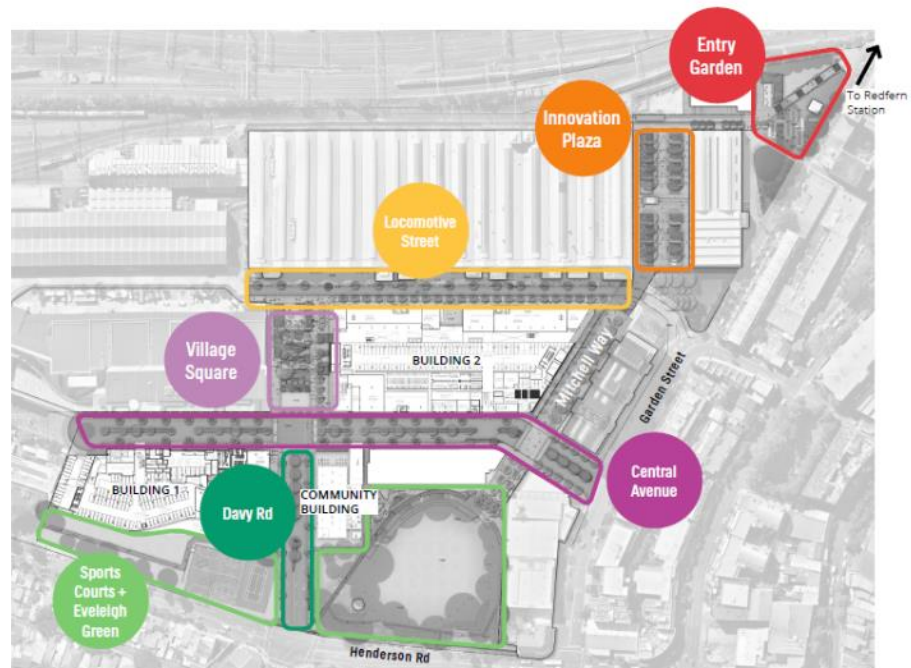 Entry
Garden
To Redfern
Station
Innovation
Plaza
Locomotive
Street
Village
Square
BUILDING 2
Mitchell Way
Garden Street
Central
Avenue
BUILDING 1
Davy Rd
COMMUNITY
BUILDING
Sports
Courts +
Eveleigh
Green
Henderson Rd